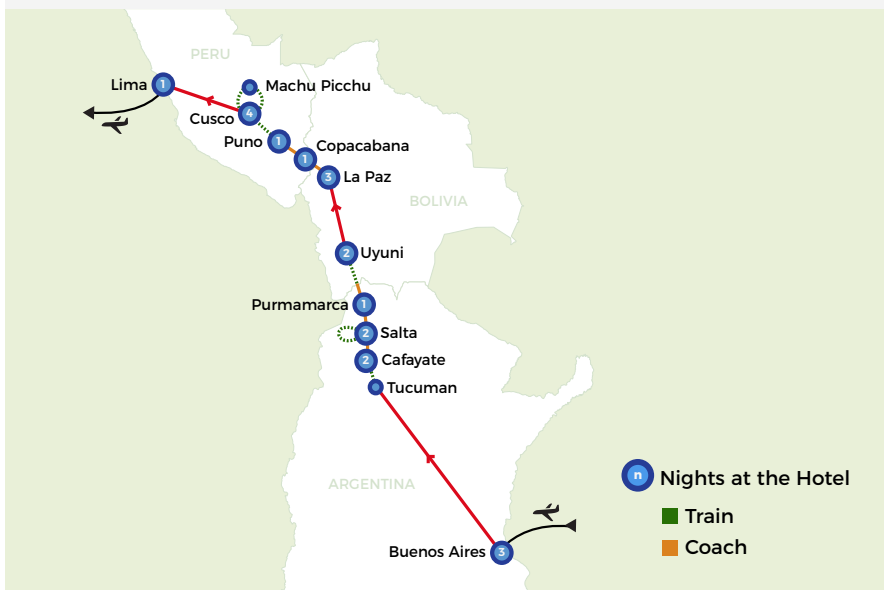 PERU
Lima 1
Machu Picchu
Cusco 4
Puno 1
Copacabana
1
3 La Paz
BOLIVIA
2 Uyuni
Purmamarca 1
2 Salta
2 Cafayate
Tucuman
ARGENTINA
n Nights at the Hotel
Train
Coach
Buenos Aires 3